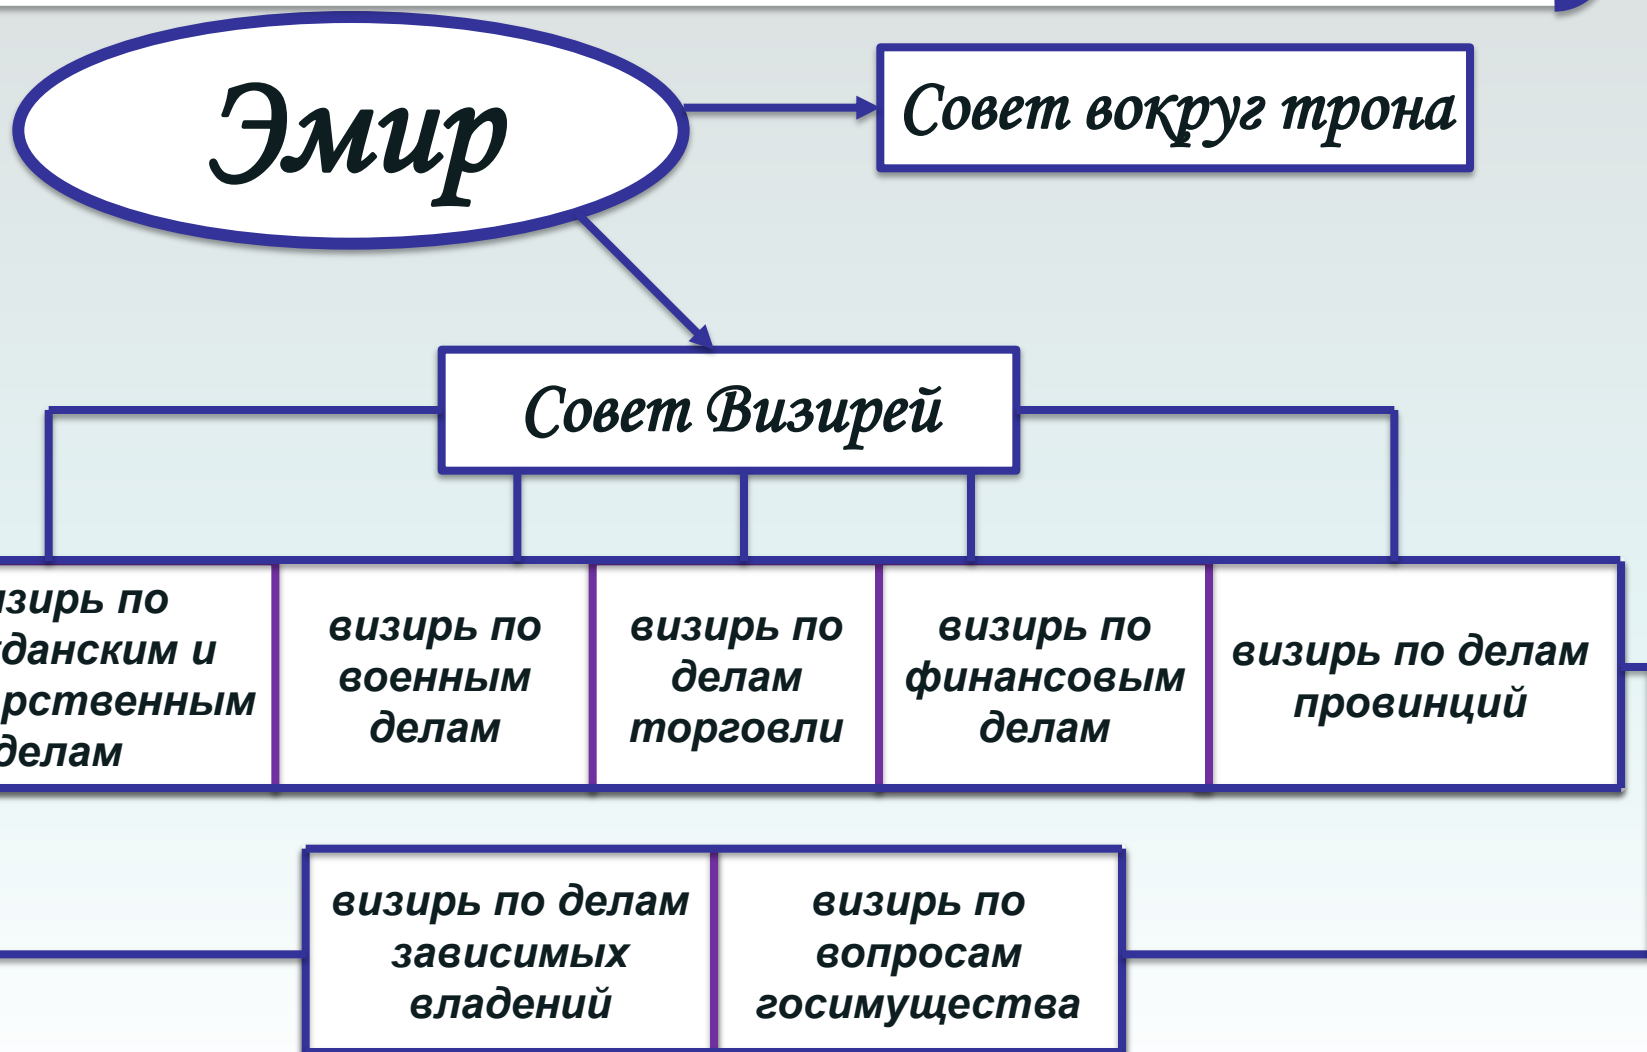 Эмир
Совет вокруг трона
Совет Визирей
по
и
делам
визирь по
военным
делам
визирь по
делам
торговли
визирь по
финансовым
делам
визирь по делам
провинций
визирь по делам
зависимых
владений
визирь по
вопросам
госимущества